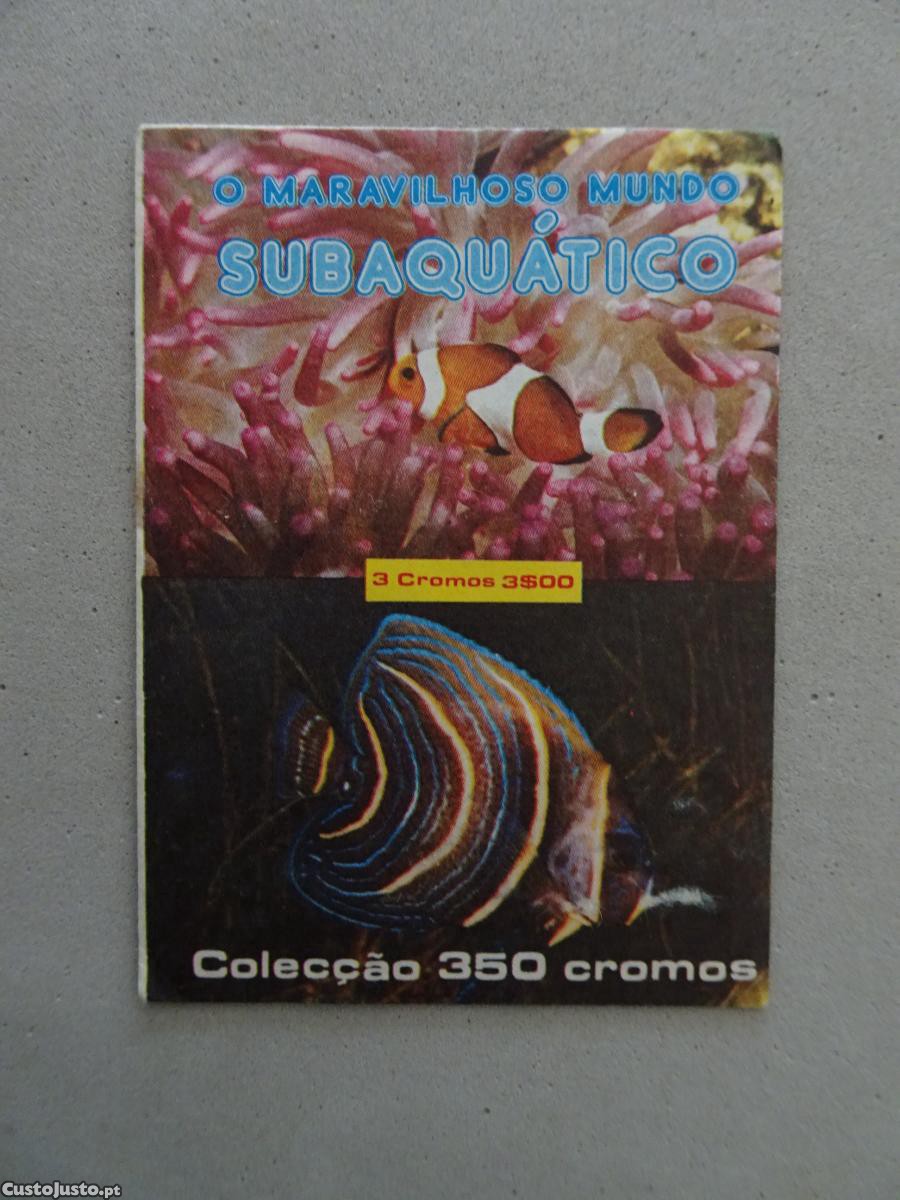 O MARAVILHOSO MUNDO
SUBAQUÁTICO
3 Cromos 3$00
Colecção 350 cromos
CustoJusto.pt